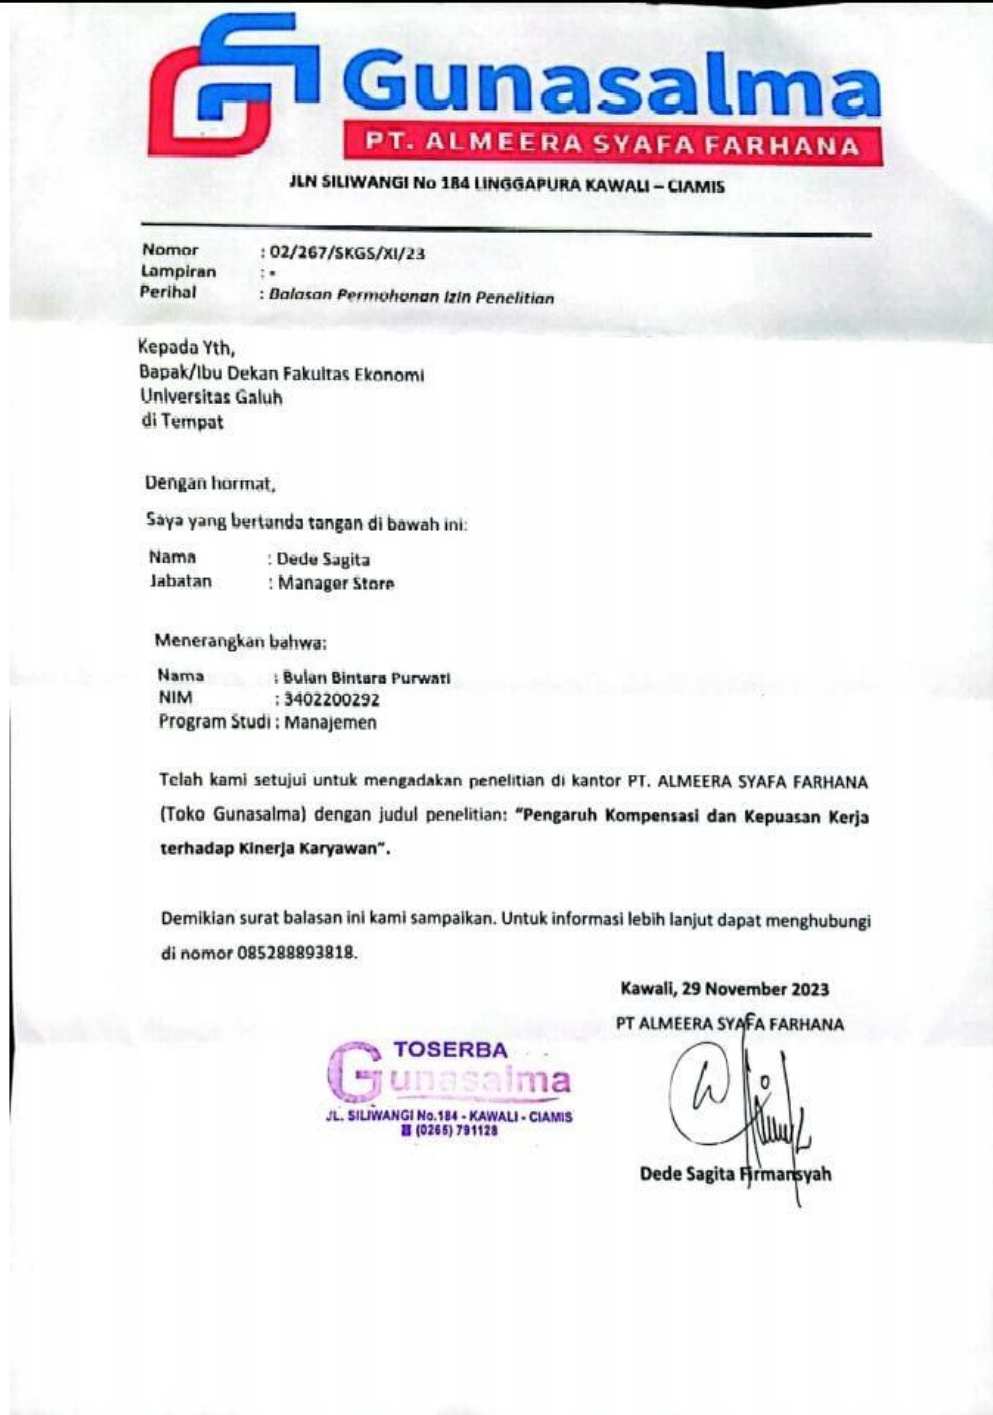 Gunasalma
PT. ALMEERA SYAFA FARHANA
JLN SILIWANGI No 184 LINGGAPURA KAWALI – CIAMIS
Nomor : 02/267/SKGS/XI/23
Lampiran : -
Perihal : Balasan Permohonan Izin Penelitian
Kepada Yth,
Bapak/Ibu Dekan Fakultas Ekonomi
Universitas Galuh
di Tempat
Dengan hormat,
Saya yang bertanda tangan di bawah ini:
Nama : Dede Sagita
Jabatan : Manager Store
Menerangkan bahwa:
Nama : Bulan Bintara Purwati
NIM : 3402200292
Program Studi : Manajemen
Telah kami setujui untuk mengadakan penelitian di kantor PT. ALMEERA SYAFA FARHANA
(Toko Gunasalma) dengan judul penelitian: “Pengaruh Kompensasi dan Kepuasan Kerja
terhadap Kinerja Karyawan”.
Demikian surat balasan ini kami sampaikan. Untuk informasi lebih lanjut dapat menghubungi
di nomor 085288893818.
Kawali, 29 November 2023
PT ALMEERA SYAFA FARHANA
TOSERBA
Gunasalma
JL. SILIWANGI No.184 - KAWALI - CIAMIS
☎ (0265) 791128
Dede Sagita Firmansyah